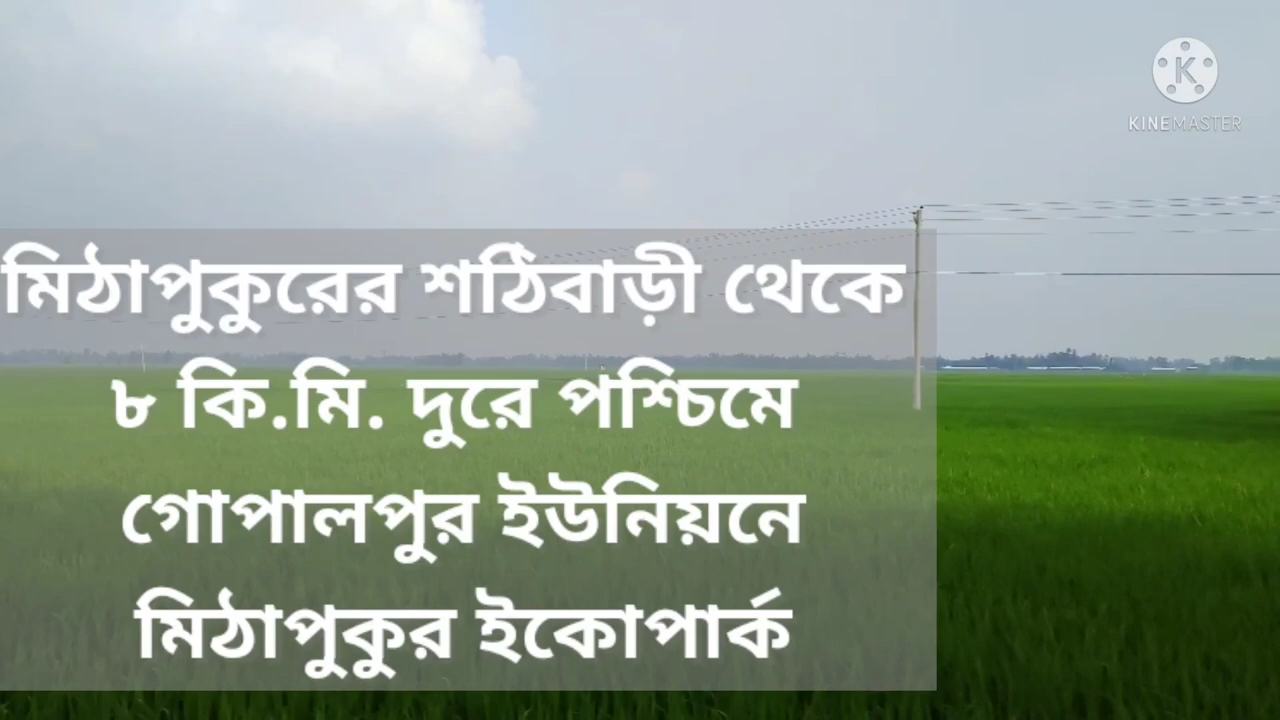 KINEMASTER
মিঠাপুকুরের শঠিবাড়ী থেকে
৮ কি.মি. দুরে পশ্চিমে
গোপালপুর ইউনিয়নে
মিঠাপুকুর ইকোপার্ক